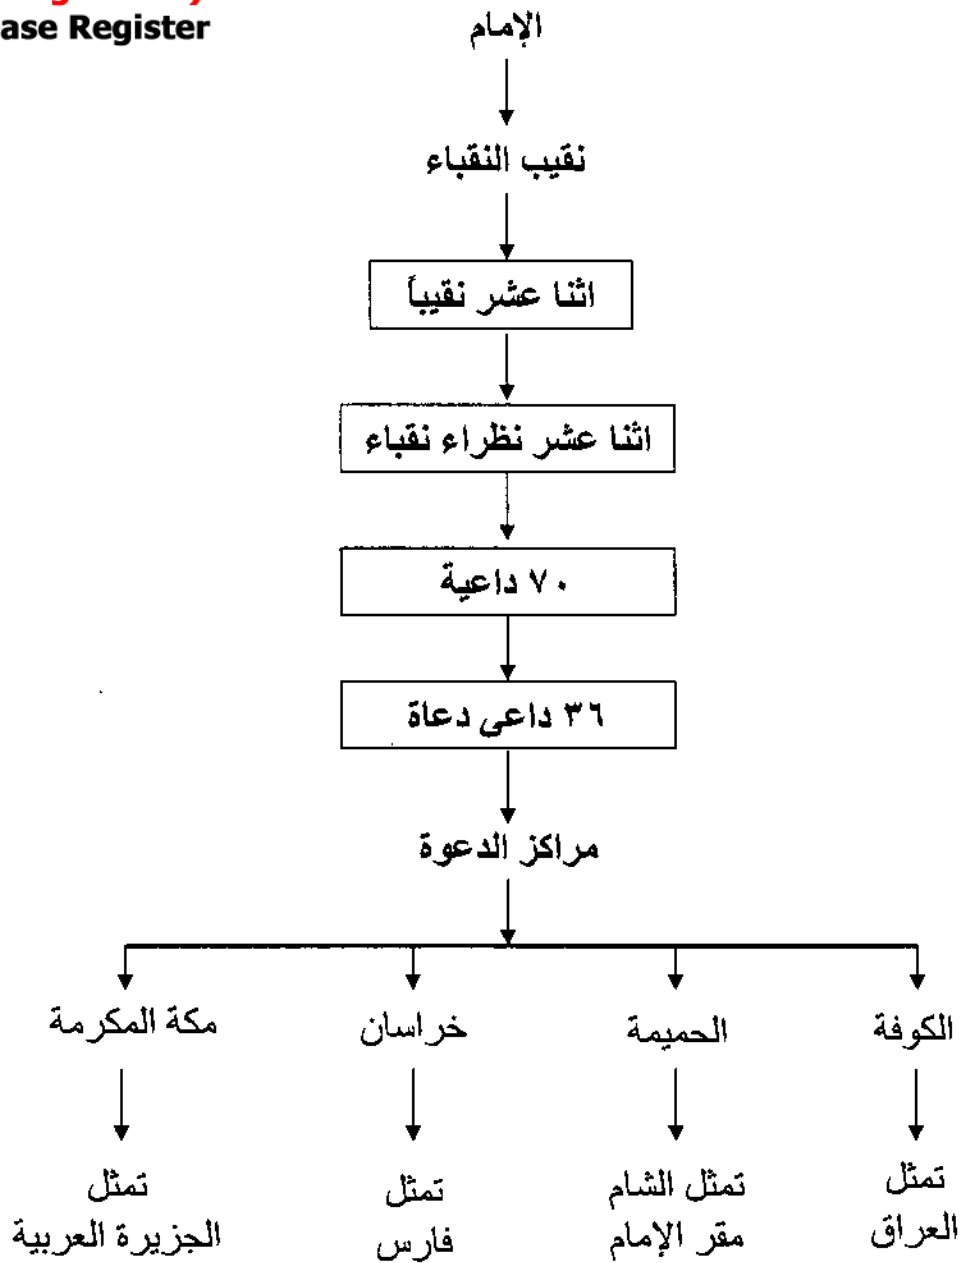 ase Register
الإمام
نقيب النقباء
اثنا عشر نقيباً
اثنا عشر نظراء نقباء
٧٠ داعية
٣٦ داعى دعاة
مراكز الدعوة
الكوفة
الحميمة
خراسان
مكة المكرمة
تمثل
العراق
تمثل الشام
مقر الإمام
تمثل
فارس
تمثل
الجزيرة العربية